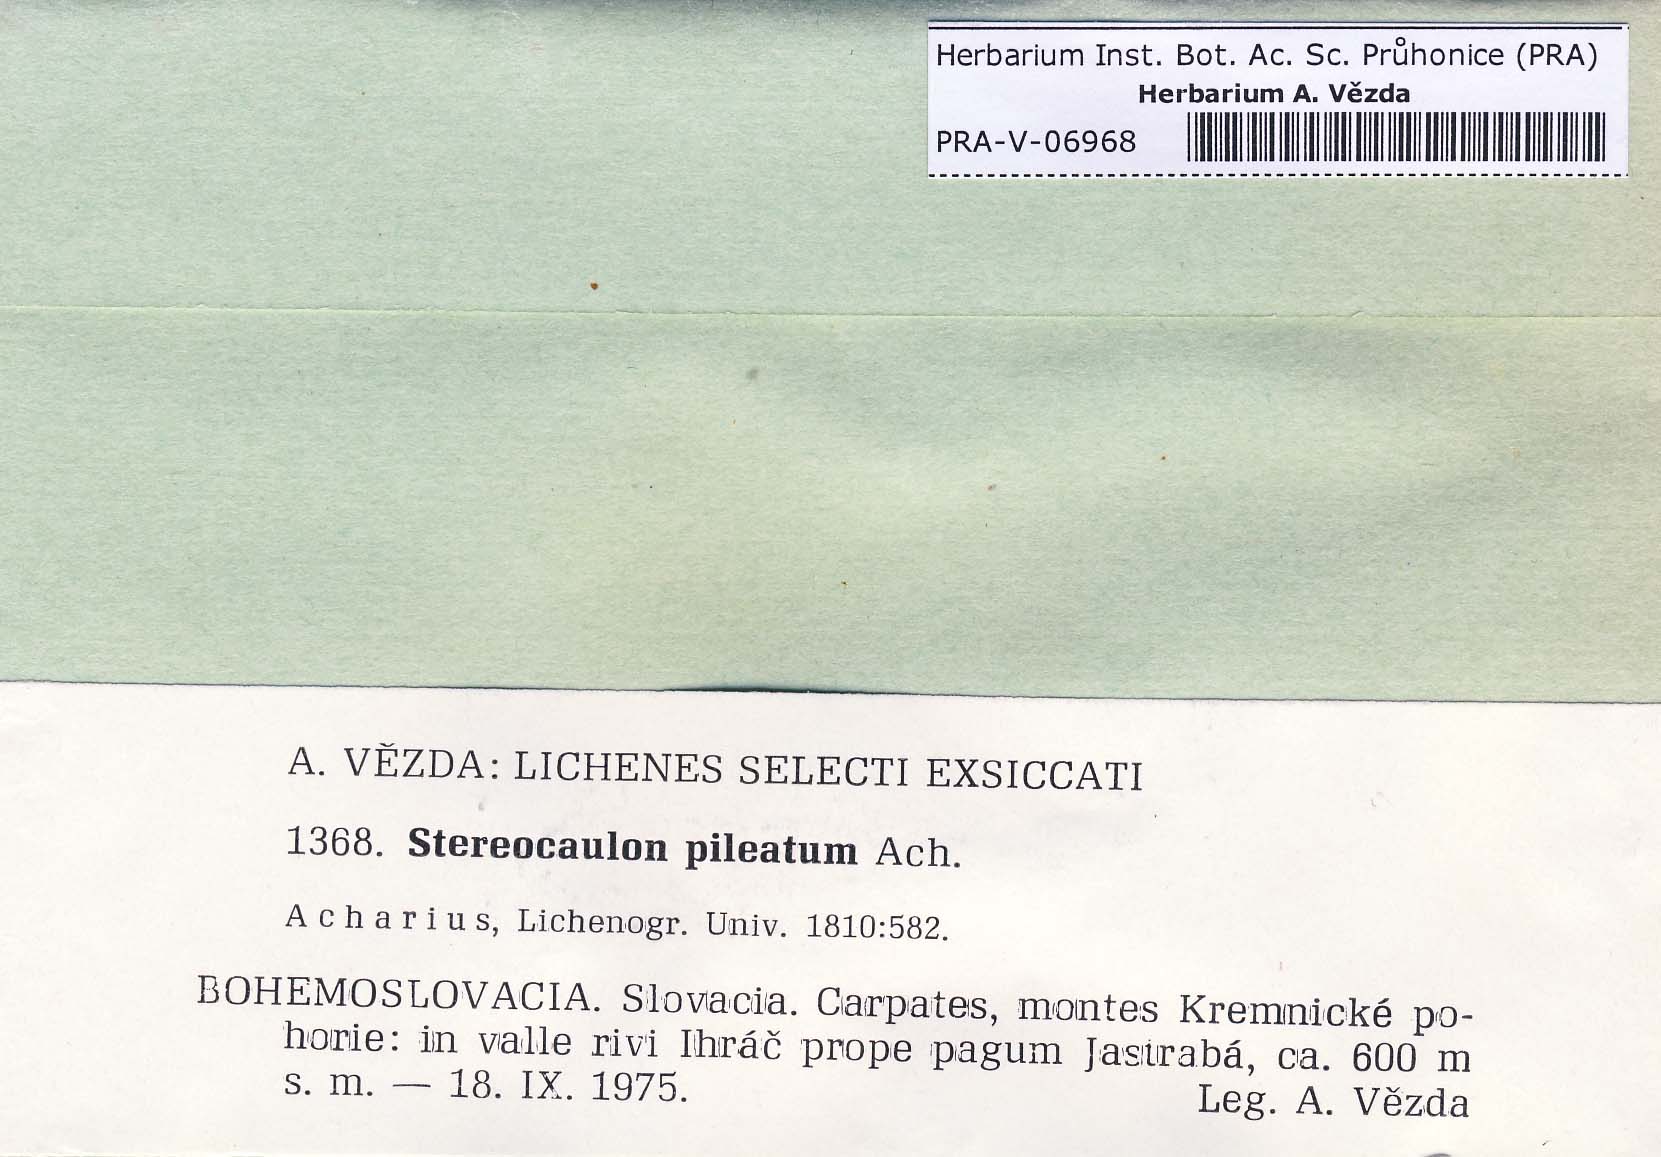 Herbarium Inst. Bot. Ac. Sc. Průhonice (PRA)
Herbarium A. Vězda
PRA-V-06968
A. VĚZDA: LICHENES SELECTI EXSICCATI
1368. Stereocaulon pileatum Ach.
Acharius, Lichenogr. Univ. 1810:582.
BOHEMOSLOVACIA. Slovacia. Carpates, montes Kremnické po-
horie: in valle rivi Ihráč prope pagum Jastrabá, ca. 600 m
s. m. — 18. IX. 1975. Leg. A. Vězda